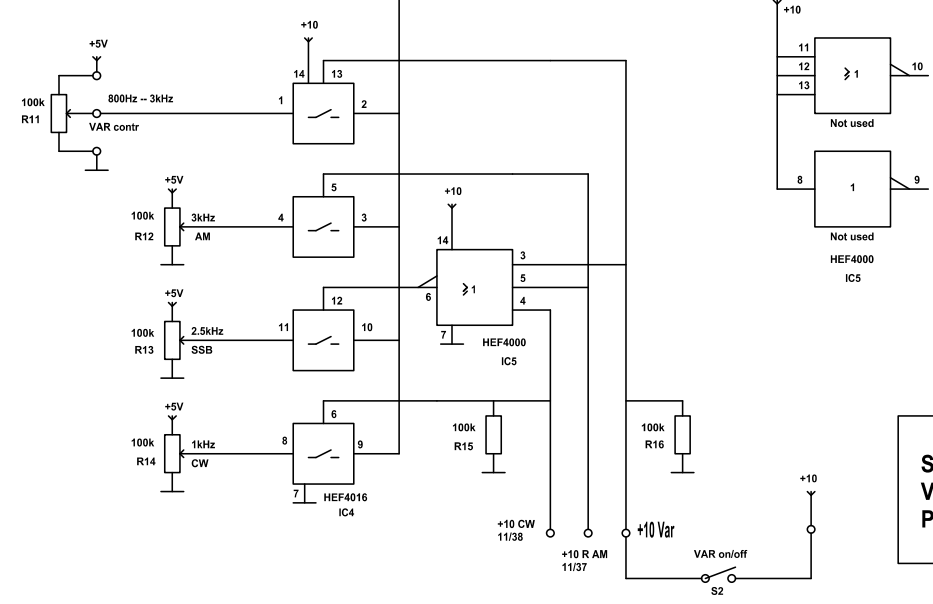 +10
+10
+5V
14 13
11
10
12
≥1
13
100k
R11
800Hz -- 3kHz
1
2
VAR contr
Not used
+5V
5
8
1
9
+10
100k
R12
3kHz
AM
4
3
14
Not used
HEF4000
IC5
3
5
4
+5V
12
6
≥1
7
100k
R13
2.5kHz
SSB
11
10
HEF4000
IC5
+5V
6
100k
R14
1kHz
CW
8
9
100k
R15
100k
R16
7
HEF4016
IC4
S
V
P
+10
+10 CW
11/38
+10 Var
+10 R AM
11/37
VAR on/off
S2